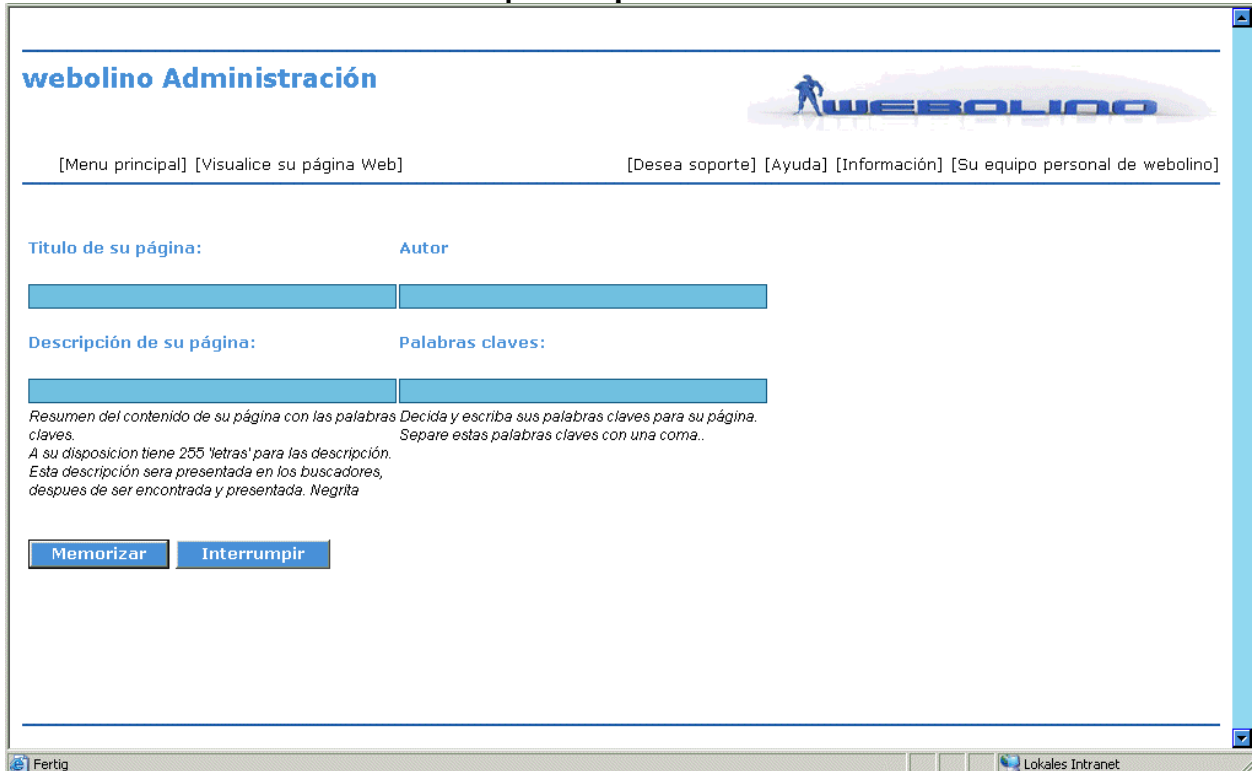 webolino Administración
WEBOLINO
[Menu principal] [Visualice su página Web]
[Desea soporte] [Ayuda] [Información] [Su equipo personal de webolino]
Titulo de su página:
Autor
Descripción de su página:
Palabras claves:
Resumen del contenido de su página con las palabras
claves.
A su disposicion tiene 255 'letras' para las descripción.
Esta descripción sera presentada en los buscadores,
despues de ser encontrada y presentada. Negrita
Decida y escriba sus palabras claves para su página.
Separe estas palabras claves con una coma..
Memorizar
Interrumpir
Fertig
Lokales Intranet